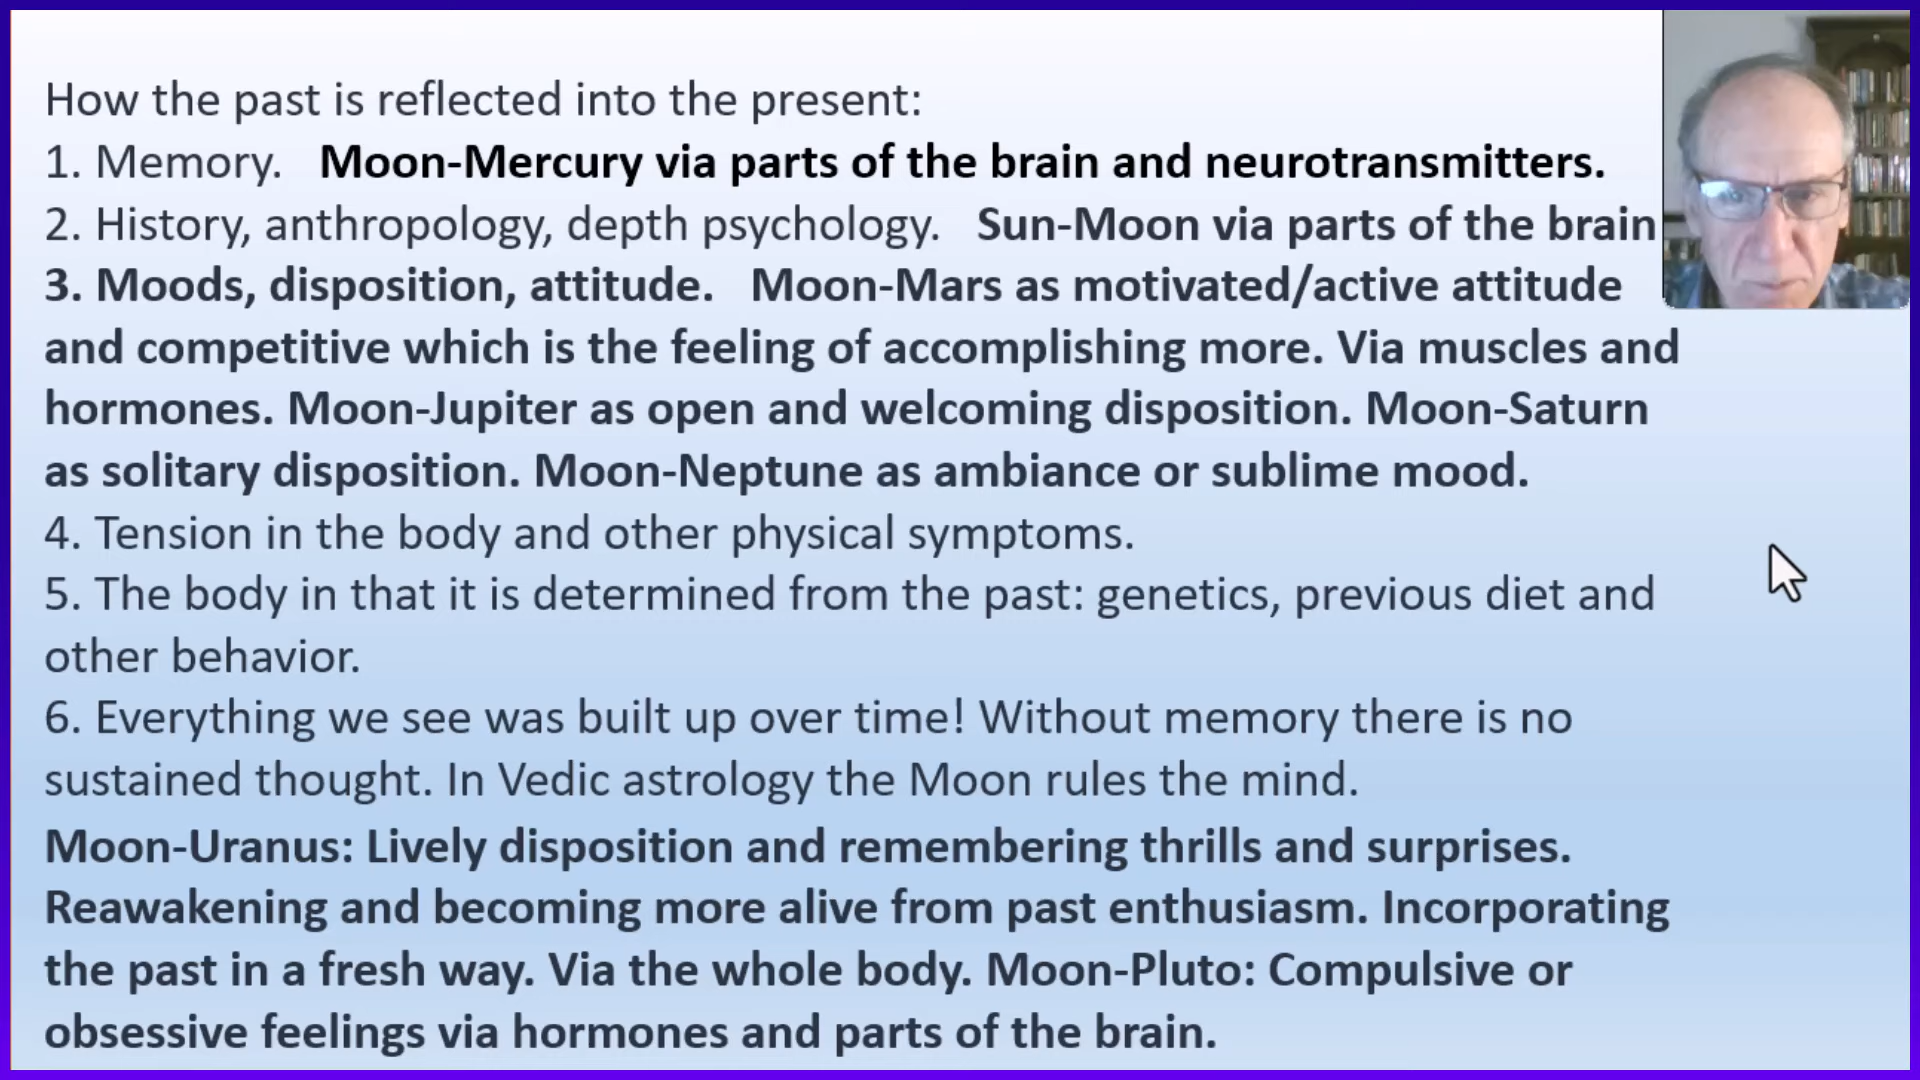 How the past is reflected into the present:
1. Memory.   Moon-Mercury via parts of the brain and neurotransmitters.
2. History, anthropology, depth psychology.   Sun-Moon via parts of the brain
3. Moods, disposition, attitude.   Moon-Mars as motivated/active attitude
and competitive which is the feeling of accomplishing more. Via muscles and
hormones. Moon-Jupiter as open and welcoming disposition. Moon-Saturn
as solitary disposition. Moon-Neptune as ambiance or sublime mood.
4. Tension in the body and other physical symptoms.
5. The body in that it is determined from the past: genetics, previous diet and
other behavior.
6. Everything we see was built up over time! Without memory there is no
sustained thought. In Vedic astrology the Moon rules the mind.
Moon-Uranus: Lively disposition and remembering thrills and surprises.
Reawakening and becoming more alive from past enthusiasm. Incorporating
the past in a fresh way. Via the whole body. Moon-Pluto: Compulsive or
obsessive feelings via hormones and parts of the brain.